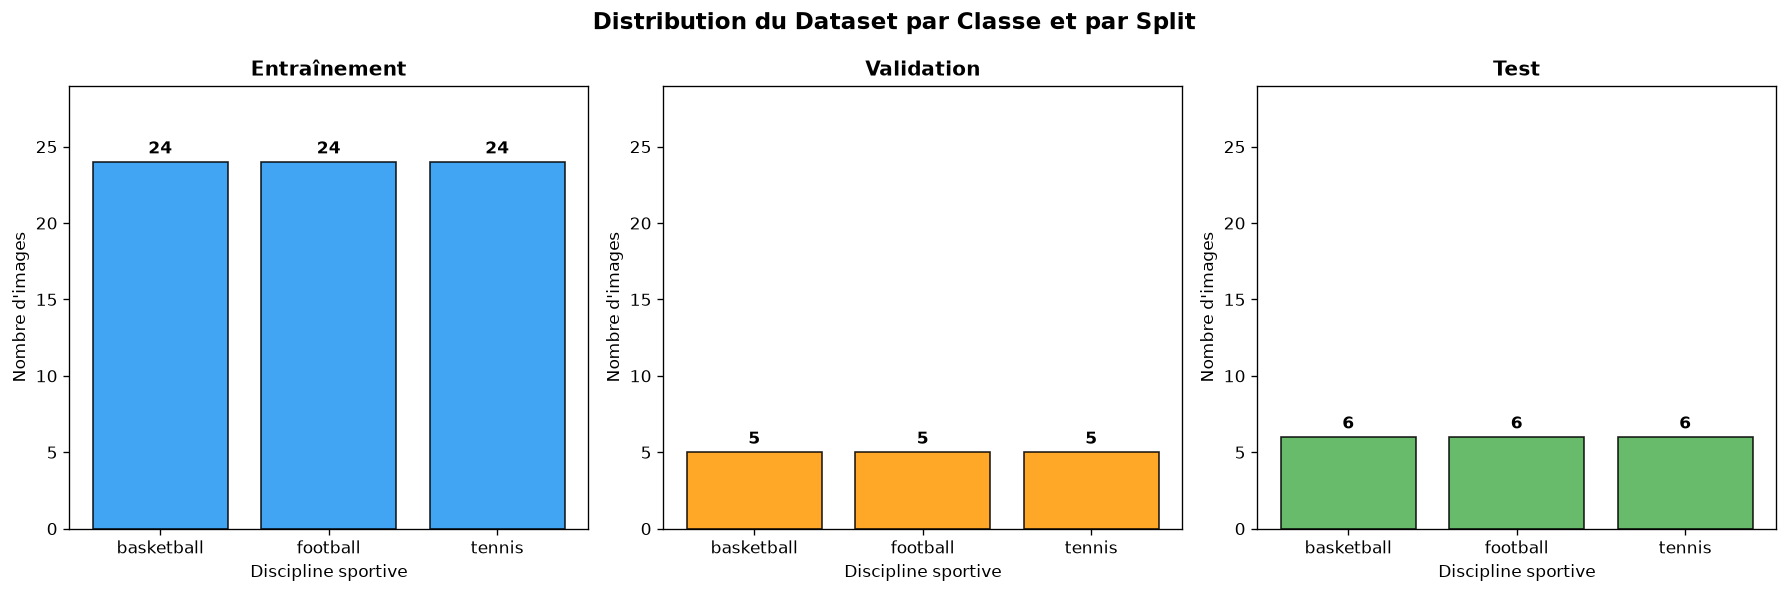 Distribution du Dataset par Classe et par Split
Entraînement
Nombre d'images
25
20
15
10
5
0
24
24
24
basketball
football
tennis
Discipline sportive
Validation
Nombre d'images
25
20
15
10
5
0
5
5
5
basketball
football
tennis
Discipline sportive
Test
Nombre d'images
25
20
15
10
5
0
6
6
6
basketball
football
tennis
Discipline sportive